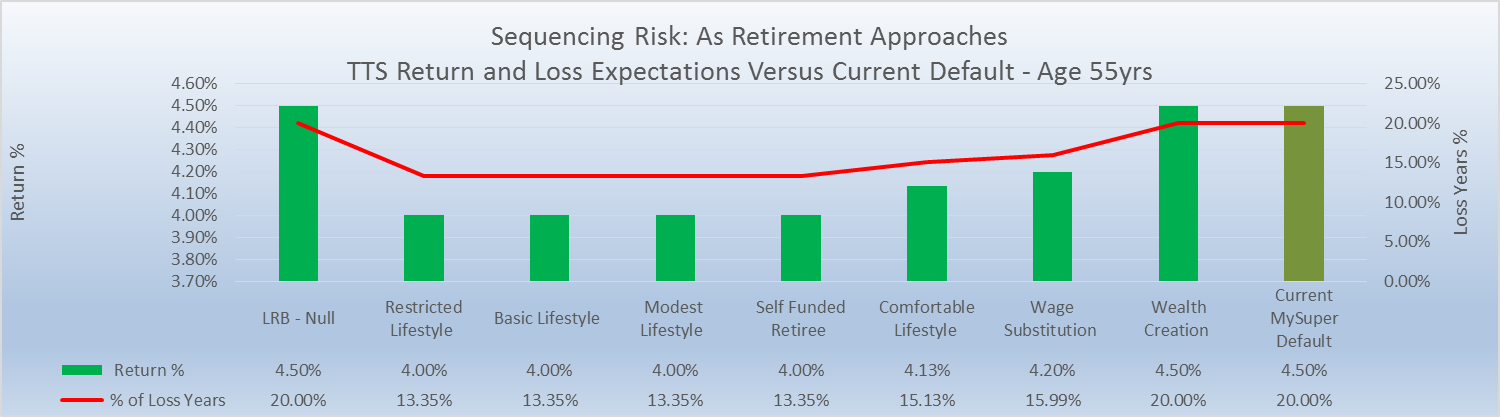 Sequencing Risk: As Retirement Approaches
TTS Return and Loss Expectations Versus Current Default - Age 55yrs
Return %
4.60%
4.50%
4.40%
4.30%
4.20%
4.10%
4.00%
3.90%
3.80%
3.70%
25.00%
20.00%
15.00%
10.00%
5.00%
0.00%
Loss Years %
LRB - Null
Restricted
Lifestyle
Basic Lifestyle
Modest
Lifestyle
Self Funded
Retiree
Comfortable
Lifestyle
Wage
Substitution
Wealth
Creation
Current
MySuper
Default
Return % 4.50% 4.00% 4.00% 4.00% 4.00% 4.13% 4.20% 4.50% 4.50%
% of Loss Years 20.00% 13.35% 13.35% 13.35% 13.35% 15.13% 15.99% 20.00% 20.00%